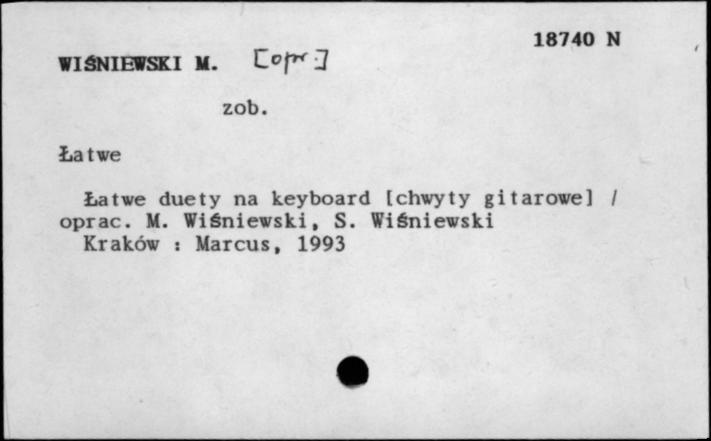 18740 N
WIŚNIEWSKI M. [opr.]
zob.
Łatwe
Łatwe duety na keyboard [chwyty gitarowe] /
oprac. M. Wiśniewski, S. Wiśniewski
Kraków : Marcus, 1993